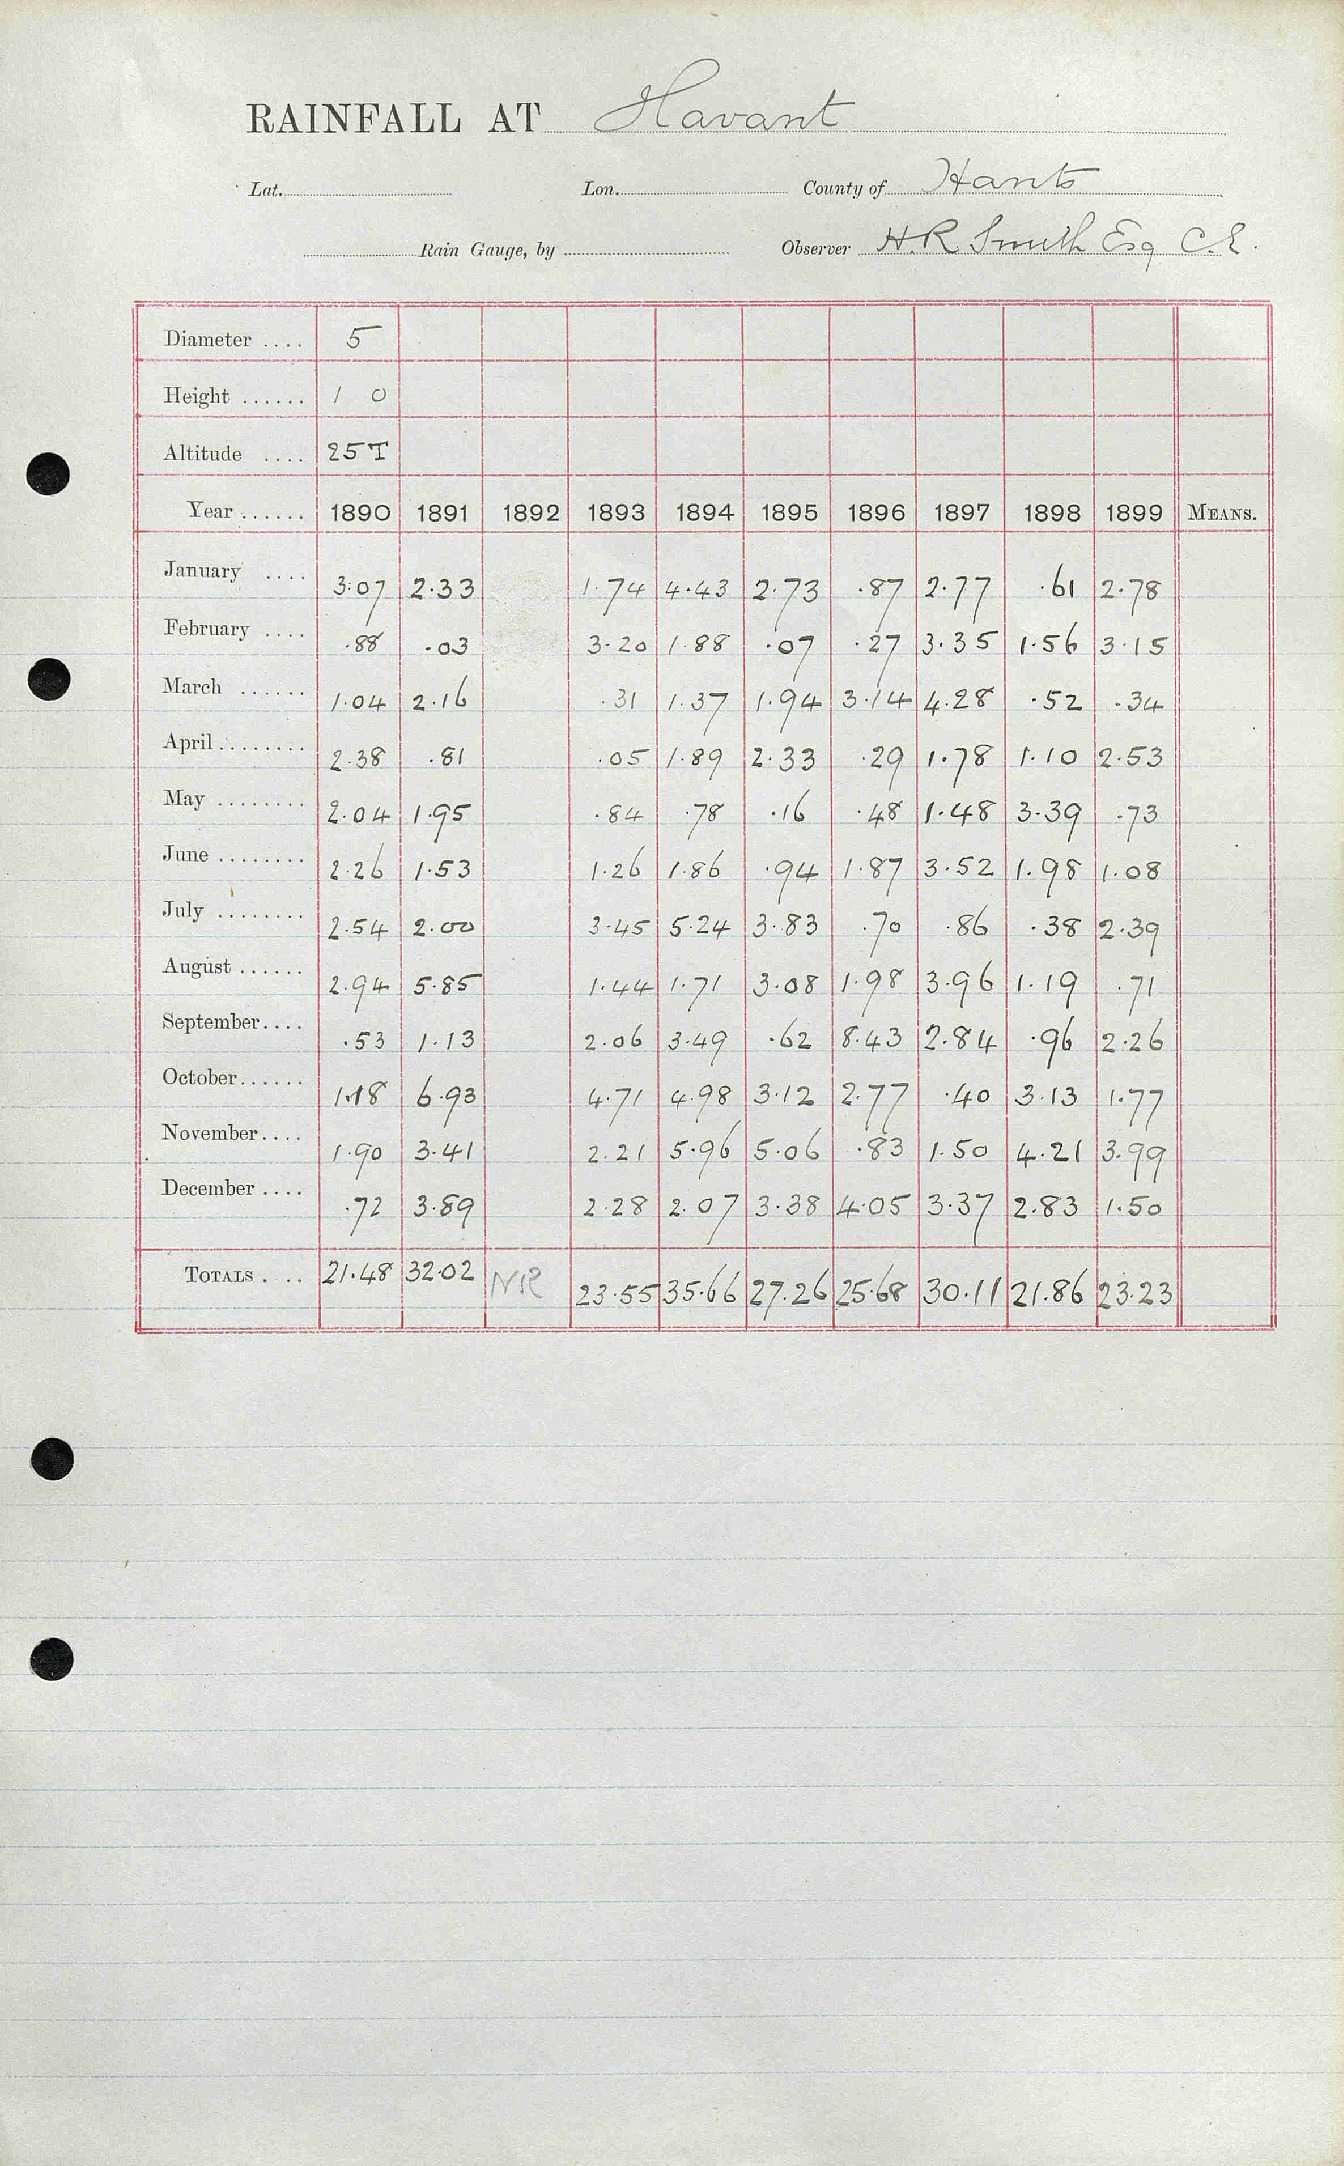 RAINFALL AT Havant
Lat. Lon. County of Hants
Rain Gauge, by Observer H.R. Smith Esq C.E.
Diameter .... 5
Height ...... 1 0
Altitude .... 25T
Year ...... 1890 1891 1892 1893 1894 1895 1896 1897 1898 1899 MEANS.
January .... 3.07 2.33 1.74 4.43 2.73 .87 2.77 .61 2.78
February .... .88 .03 3.20 1.88 .07 .27 3.35 1.56 3.15
March ...... 1.04 2.16 .31 1.37 1.94 3.14 4.28 .52 .34
April ........ 2.38 .81 .05 1.89 2.33 .29 1.78 1.10 2.53
May ........ 2.04 1.95 .84 .78 .16 .48 1.48 3.39 .73
June ........ 2.26 1.53 1.26 1.86 .94 1.87 3.52 1.98 1.08
July ........ 2.54 2.00 3.45 5.24 3.83 .70 .86 .38 2.39
August ...... 2.94 5.85 1.44 1.71 3.08 1.98 3.96 1.19 .71
September.... .53 1.13 2.06 3.49 .62 8.43 2.84 .96 2.26
October...... 1.18 6.93 4.71 4.98 3.12 2.77 .40 3.13 1.77
November.... 1.90 3.41 2.21 5.96 5.06 .83 1.50 4.21 3.99
December .... .72 3.89 2.28 2.07 3.38 4.05 3.37 2.83 1.50
TOTALS .... 21.48 32.02 NR 23.55 35.66 27.26 25.68 30.11 21.86 23.23